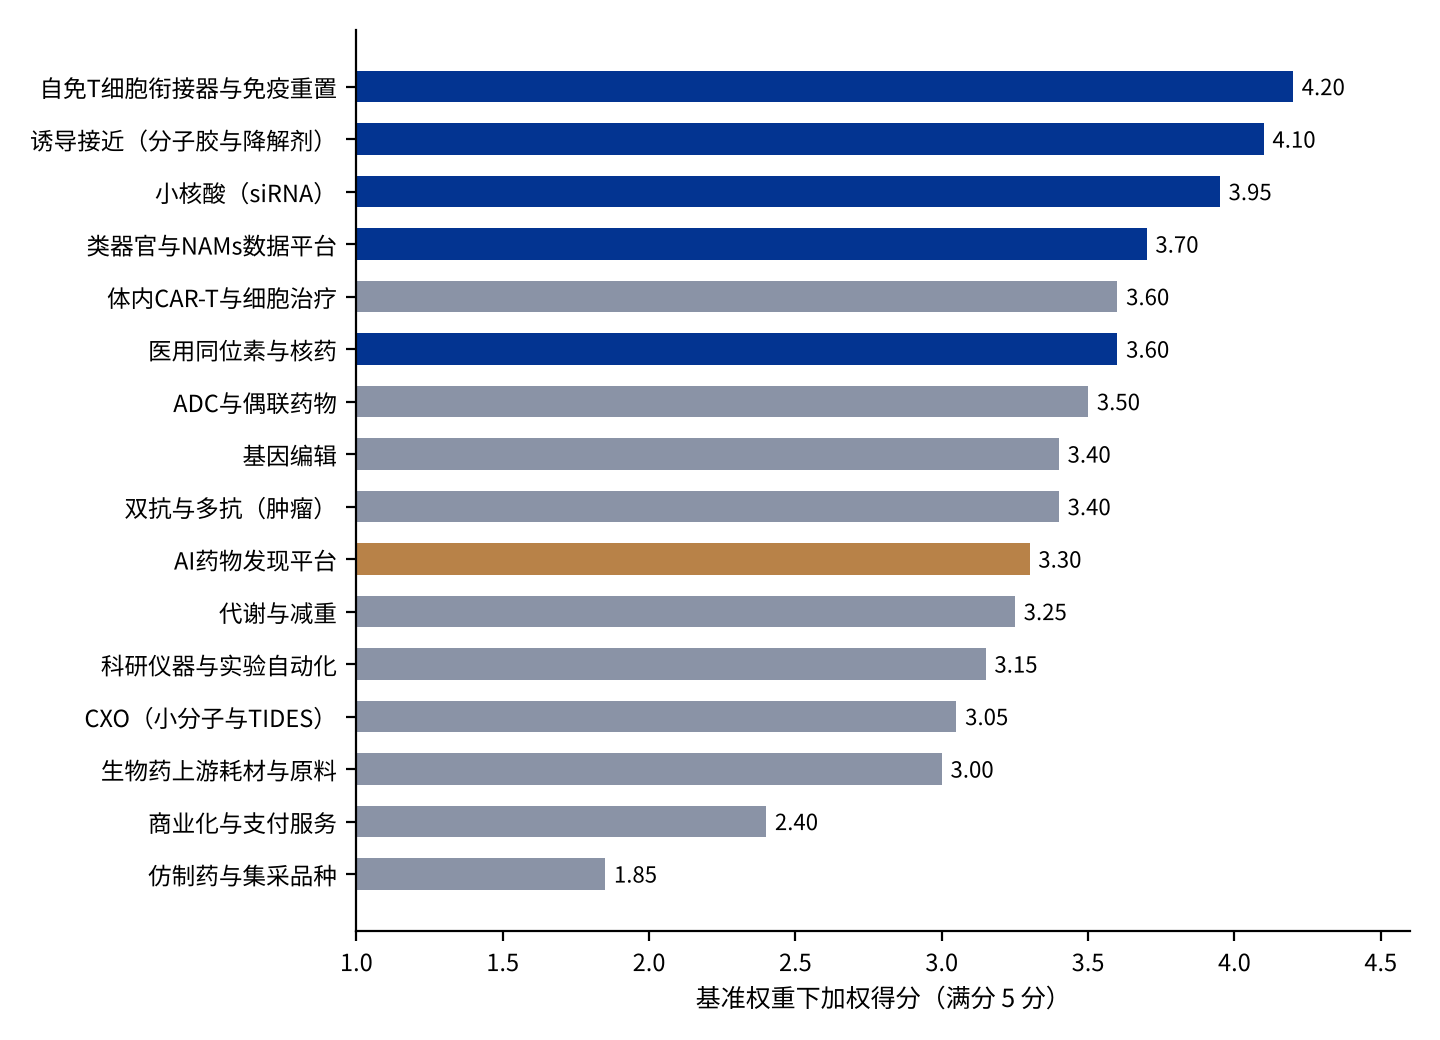 自免T细胞衔接器与免疫重置 4.20
诱导接近（分子胶与降解剂） 4.10
小核酸（siRNA） 3.95
类器官与NAMs数据平台 3.70
体内CAR-T与细胞治疗 3.60
医用同位素与核药 3.60
ADC与偶联药物 3.50
基因编辑 3.40
双抗与多抗（肿瘤） 3.40
AI药物发现平台 3.30
代谢与减重 3.25
科研仪器与实验自动化 3.15
CXO（小分子与TIDES） 3.05
生物药上游耗材与原料 3.00
商业化与支付服务 2.40
仿制药与集采品种 1.85
1.0 1.5 2.0 2.5 3.0 3.5 4.0 4.5
基准权重下加权得分（满分 5 分）